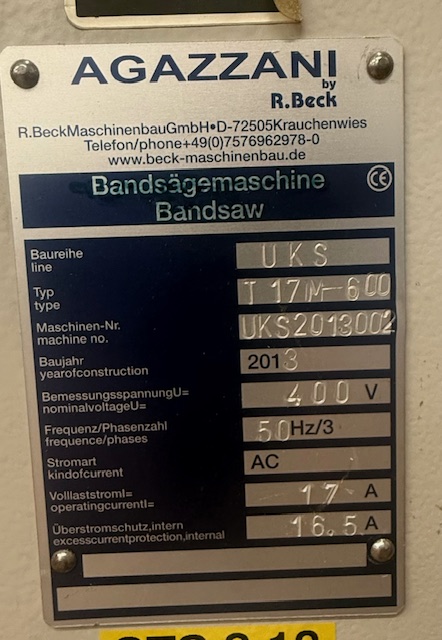 AGAZZANI
by
R.Beck
R.BeckMaschinenbauGmbH•D-72505Krauchenwies
Telefon/phone+49(0)7576962978-0
www.beck-maschinenbau.de
Bandsägemaschine CE
Bandsaw
Baureihe
line UKS
Typ
type T 17M-600
Maschinen-Nr.
machine no. UKS2013002
Baujahr
yearofconstruction 2013
BemessungsspannungU=
nominalvoltageU= 400 V
Frequenz/Phasenzahl
frequence/phases 50Hz/3
Stromart
kindofcurrent AC
VolllaststromI=
operatingcurrentI= 17 A
Überstromschutz,intern
excesscurrentprotection,internal 16.5 A